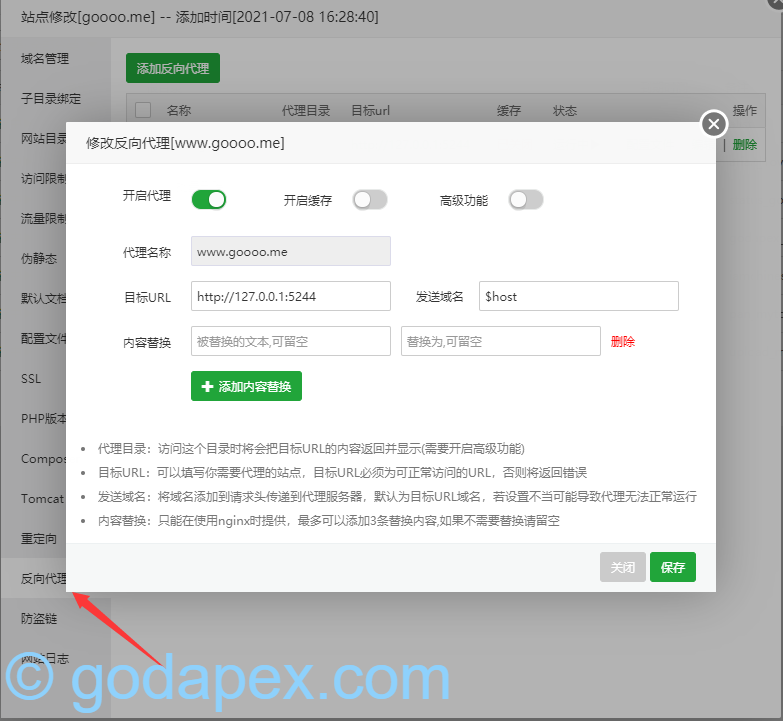 站点修改[goooo.me] -- 添加时间[2021-07-08 16:28:40]
域名管理
添加反向代理
子目录绑定
名称 代理目录 目标url 缓存 状态 操作
网站目录
| 删除
修改反向代理[www.goooo.me]
访问限制
开启代理 开启缓存 高级功能
流量限制
伪静态
代理名称 www.goooo.me
默认文档
目标URL http://127.0.0.1:5244 发送域名 $host
配置文件
内容替换 被替换的文本,可留空 替换为,可留空 删除
SSL
添加内容替换
PHP版本
代理目录：访问这个目录时将会把目标URL的内容返回并显示(需要开启高级功能)
Compos
目标URL：可以填写你需要代理的站点，目标URL必须为可正常访问的URL，否则将返回错误
Tomcat
发送域名：将域名添加到请求头传递到代理服务器，默认为目标URL域名，若设置不当可能导致代理无法正常运行
内容替换：只能在使用nginx时提供，最多可以添加3条替换内容,如果不需要替换请留空
重定向
关闭 保存
反向代理
防盗链
网站日志
© godapex.com